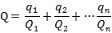 Q = q₁/Q₁ + q₂/Q₂ + ⋯ qₙ/Qₙ